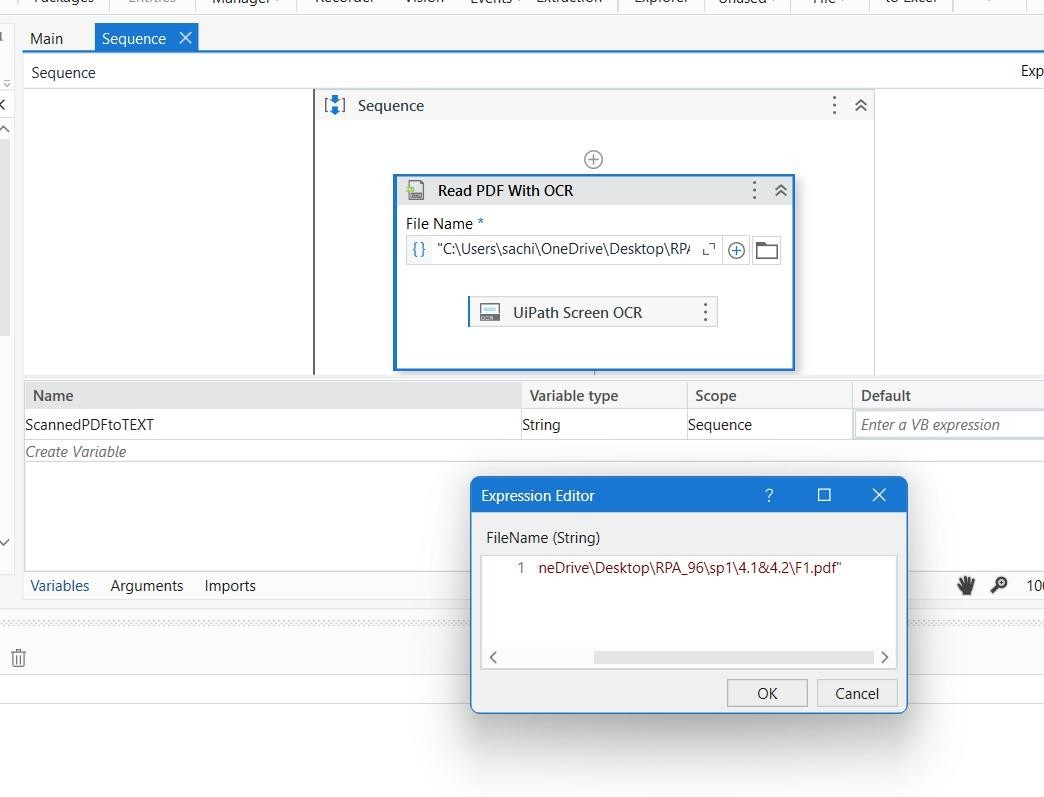 Main
Sequence
Sequence
Exp
Sequence
Read PDF With OCR
File Name *
{} "C:\Users\sachi\OneDrive\Desktop\RPA
UiPath Screen OCR
Name Variable type Scope Default
ScannedPDFtoTEXT String Sequence Enter a VB expression
Create Variable
Expression Editor ?
FileName (String)
1 neDrive\Desktop\RPA_96\sp1\4.1&4.2\F1.pdf"
Variables Arguments Imports
OK Cancel